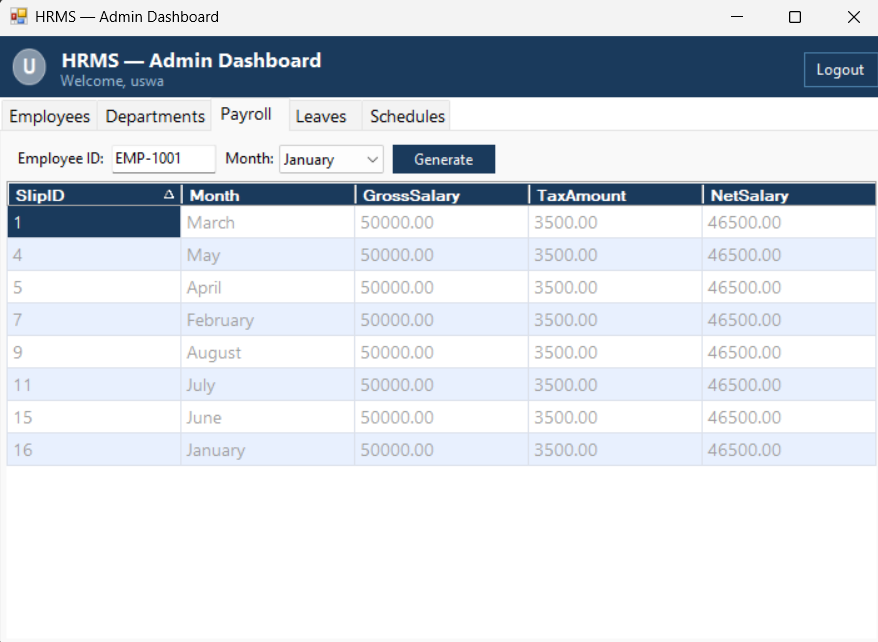 HRMS — Admin Dashboard
U
HRMS — Admin Dashboard
Welcome, uswa
Logout
Employees Departments Payroll Leaves Schedules
Employee ID: EMP-1001 Month: January Generate
SlipID Month GrossSalary TaxAmount NetSalary
1 March 50000.00 3500.00 46500.00
4 May 50000.00 3500.00 46500.00
5 April 50000.00 3500.00 46500.00
7 February 50000.00 3500.00 46500.00
9 August 50000.00 3500.00 46500.00
11 July 50000.00 3500.00 46500.00
15 June 50000.00 3500.00 46500.00
16 January 50000.00 3500.00 46500.00